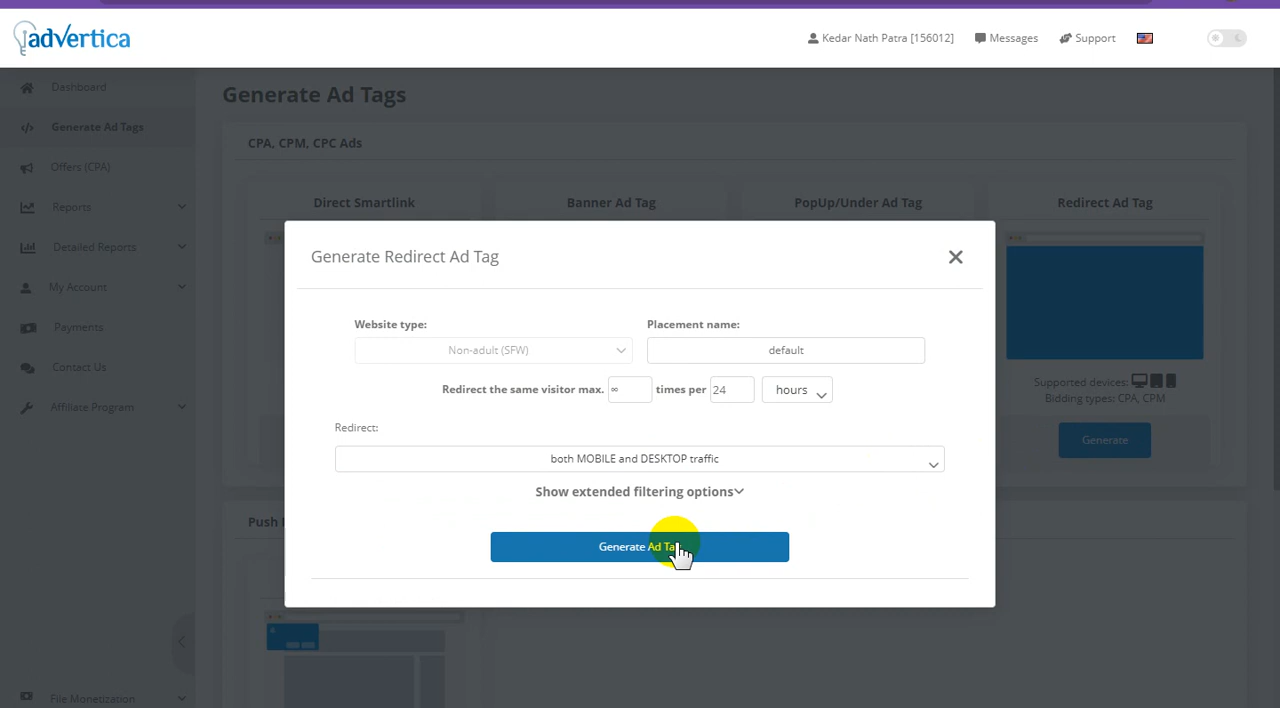 advertica
Kedar Nath Patra [156012]
Messages
Support
Dashboard
Generate Ad Tags
Offers (CPA)
Reports
Detailed Reports
My Account
Payments
Contact Us
Affiliate Program
File Monetization
Generate Ad Tags
CPA, CPM, CPC Ads
Direct Smartlink
Banner Ad Tag
PopUp/Under Ad Tag
Redirect Ad Tag
Supported devices:
Bidding types: CPA, CPM
Generate
Push
Generate Redirect Ad Tag
Website type:
Placement name:
Non-adult (SFW)
default
Redirect the same visitor max. ∞ times per 24 hours
Redirect:
both MOBILE and DESKTOP traffic
Show extended filtering options
Generate Ad Ta